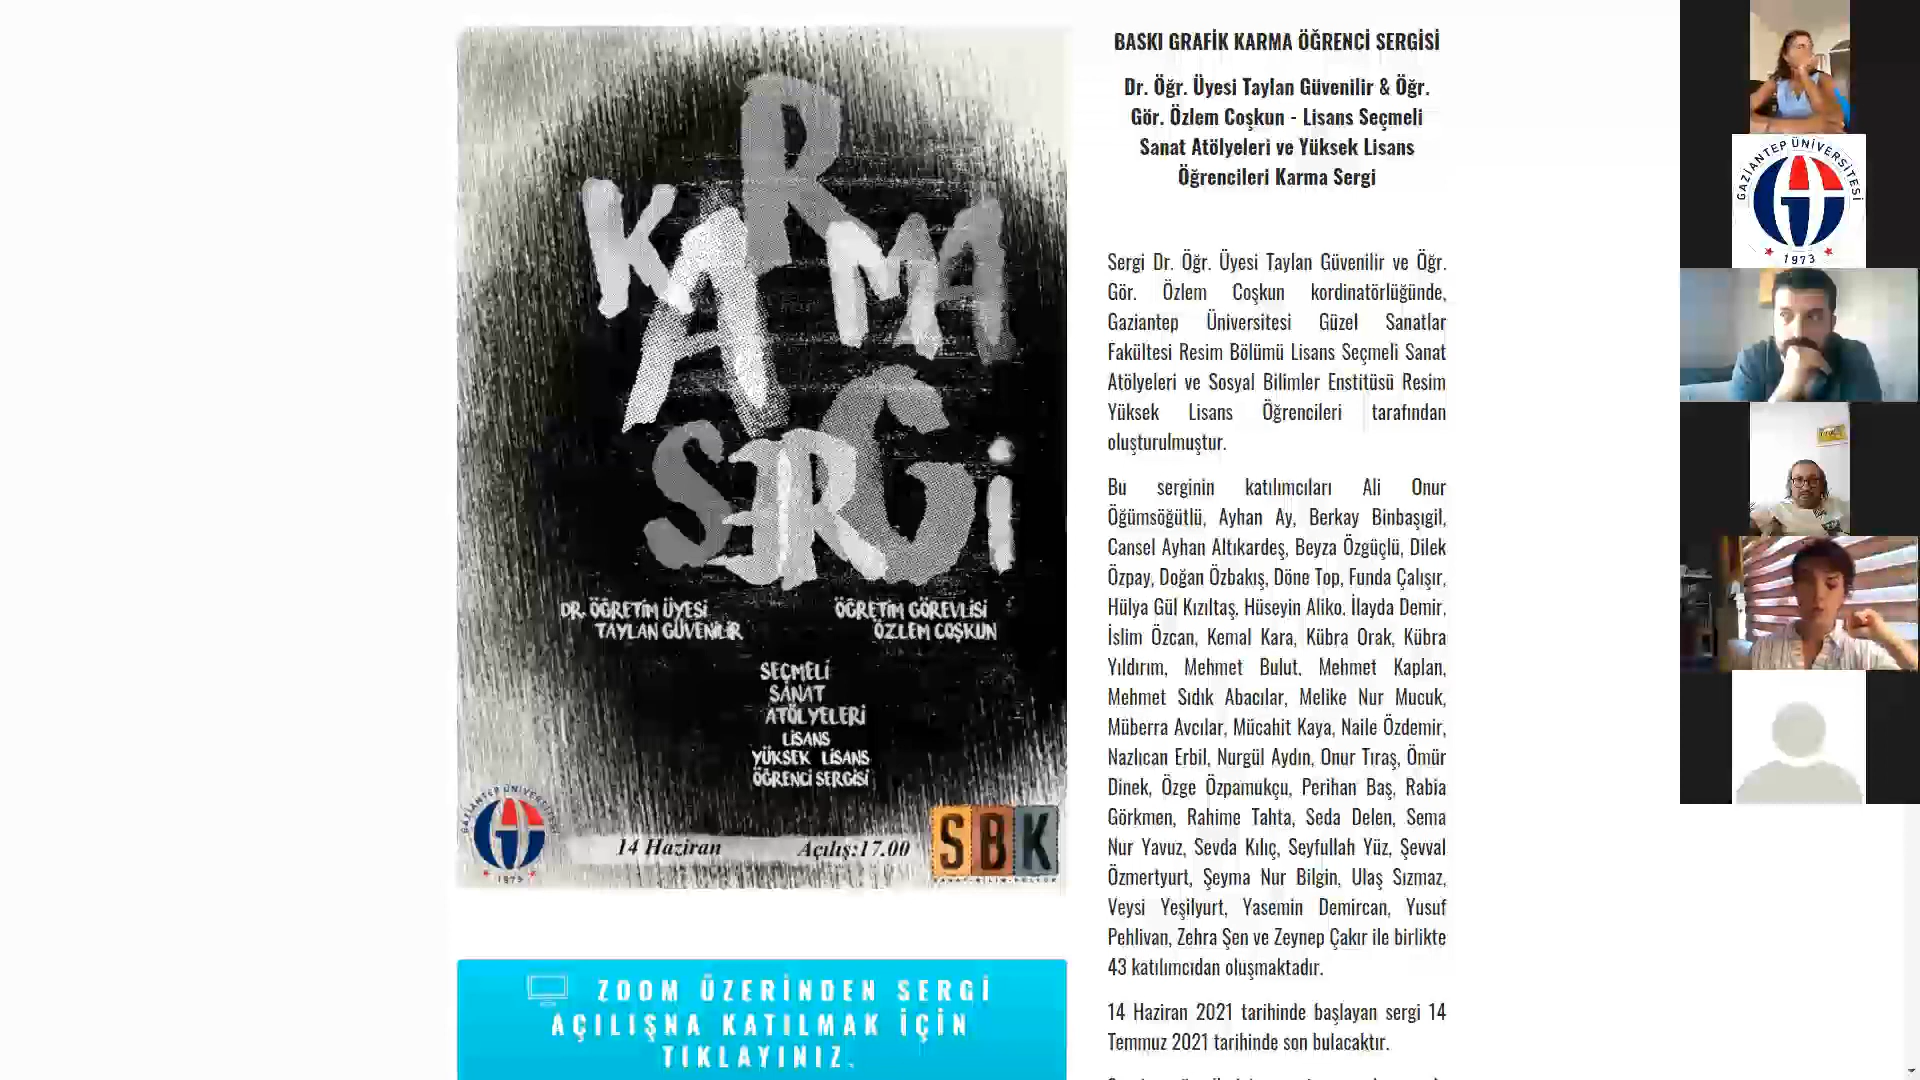 KARMA
SERGİ
DR. ÖĞRETİM ÜYESİ
TAYLAN GÜVENİLİR
ÖĞRETİM GÖREVLİSİ
ÖZLEM COŞKUN
SEÇMELİ
SANAT
ATÖLYELERİ
LİSANS
YÜKSEK LİSANS
ÖĞRENCİ SERGİSİ
GAZİANTEP ÜNİVERSİTESİ
1973
14 Haziran
Açılış:17.00
SBK
SANAT-BİLİM-KÜLTÜR
ZOOM ÜZERİNDEN SERGİ
AÇILIŞNA KATILMAK İÇİN
TIKLAYINIZ.
BASKI GRAFİK KARMA ÖĞRENCİ SERGİSİ
Dr. Öğr. Üyesi Taylan Güvenilir & Öğr.
Gör. Özlem Coşkun - Lisans Seçmeli
Sanat Atölyeleri ve Yüksek Lisans
Öğrencileri Karma Sergi
Sergi Dr. Öğr. Üyesi Taylan Güvenilir ve Öğr.
Gör. Özlem Coşkun kordinatörlüğünde,
Gaziantep Üniversitesi Güzel Sanatlar
Fakültesi Resim Bölümü Lisans Seçmeli Sanat
Atölyeleri ve Sosyal Bilimler Enstitüsü Resim
Yüksek Lisans Öğrencileri tarafından
oluşturulmuştur.
Bu serginin katılımcıları Ali Onur
Öğümsöğütlü, Ayhan Ay, Berkay Binbaşıgil,
Cansel Ayhan Altıkardeş, Beyza Özgüçlü, Dilek
Özpay, Doğan Özbakış, Döne Top, Funda Çalışır,
Hülya Gül Kızıltaş, Hüseyin Aliko, İlayda Demir,
İslim Özcan, Kemal Kara, Kübra Orak, Kübra
Yıldırım, Mehmet Bulut, Mehmet Kaplan,
Mehmet Sıdık Abacılar, Melike Nur Mucuk,
Müberra Avcılar, Mücahit Kaya, Naile Özdemir,
Nazlıcan Erbil, Nurgül Aydın, Onur Tıraş, Ömür
Dinek, Özge Özpamukçu, Perihan Baş, Rabia
Görkmen, Rahime Tahta, Seda Delen, Sema
Nur Yavuz, Sevda Kılıç, Seyfullah Yüz, Şevval
Özmertyurt, Şeyma Nur Bilgin, Ulaş Sızmaz,
Veysi Yeşilyurt, Yasemin Demircan, Yusuf
Pehlivan, Zehra Şen ve Zeynep Çakır ile birlikte
43 katılımcıdan oluşmaktadır.
14 Haziran 2021 tarihinde başlayan sergi 14
Temmuz 2021 tarihinde son bulacaktır.
GAZİANTEP ÜNİVERSİTESİ
1973